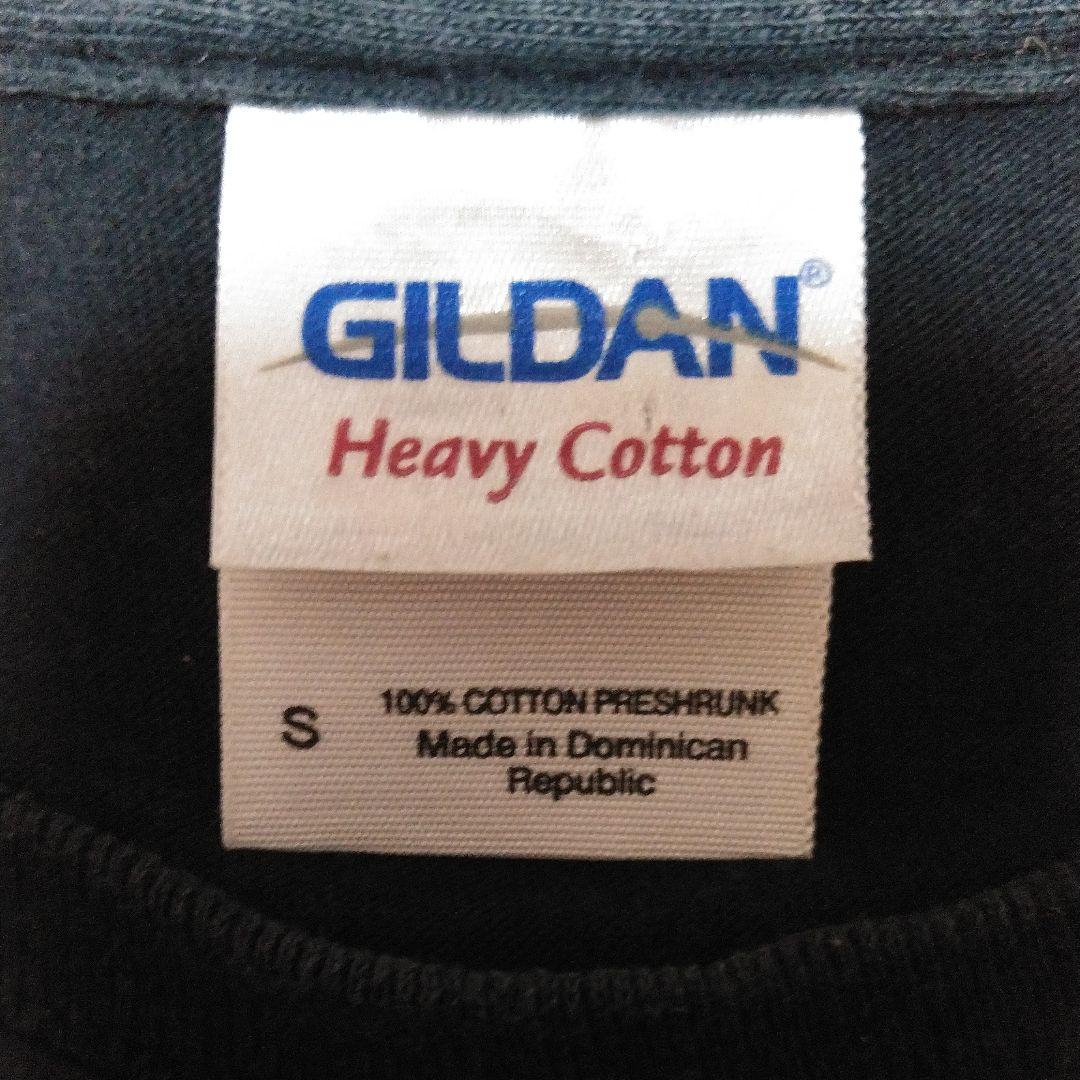 GILDAN®
Heavy Cotton
S
100% COTTON PRESHRUNK
Made in Dominican
Republic